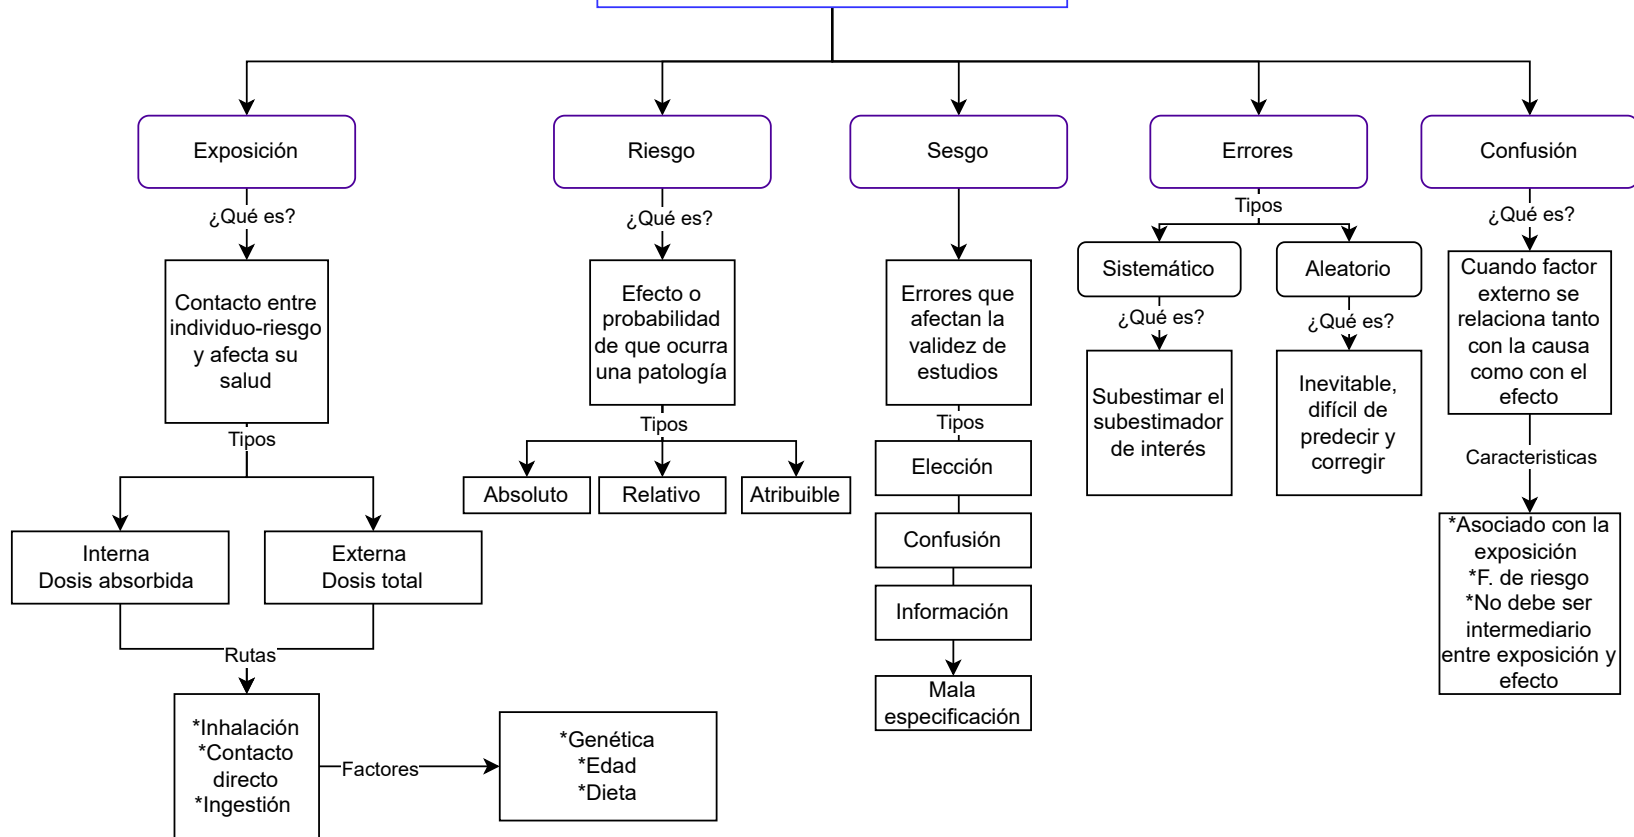 Exposición
Riesgo
Sesgo
Errores
Confusión
¿Qué es?
¿Qué es?
Tipos
¿Qué es?
Contacto entre
individuo-riesgo
y afecta su
salud
Efecto o
probabilidad
de que ocurra
una patología
Errores que
afectan la
validez de
estudios
Sistemático
Aleatorio
¿Qué es?
¿Qué es?
Subestimar el
subestimador
de interés
Inevitable,
difícil de
predecir y
corregir
Cuando factor
externo se
relaciona tanto
con la causa
como con el
efecto
Tipos
Tipos
Tipos
Caracteristicas
Interna
Dosis absorbida
Externa
Dosis total
Absoluto
Relativo
Atribuible
Elección
Confusión
Información
Mala
especificación
*Asociado con la
exposición
*F. de riesgo
*No debe ser
intermediario
entre exposición y
efecto
Rutas
*Inhalación
*Contacto
directo
*Ingestión
Factores
*Genética
*Edad
*Dieta